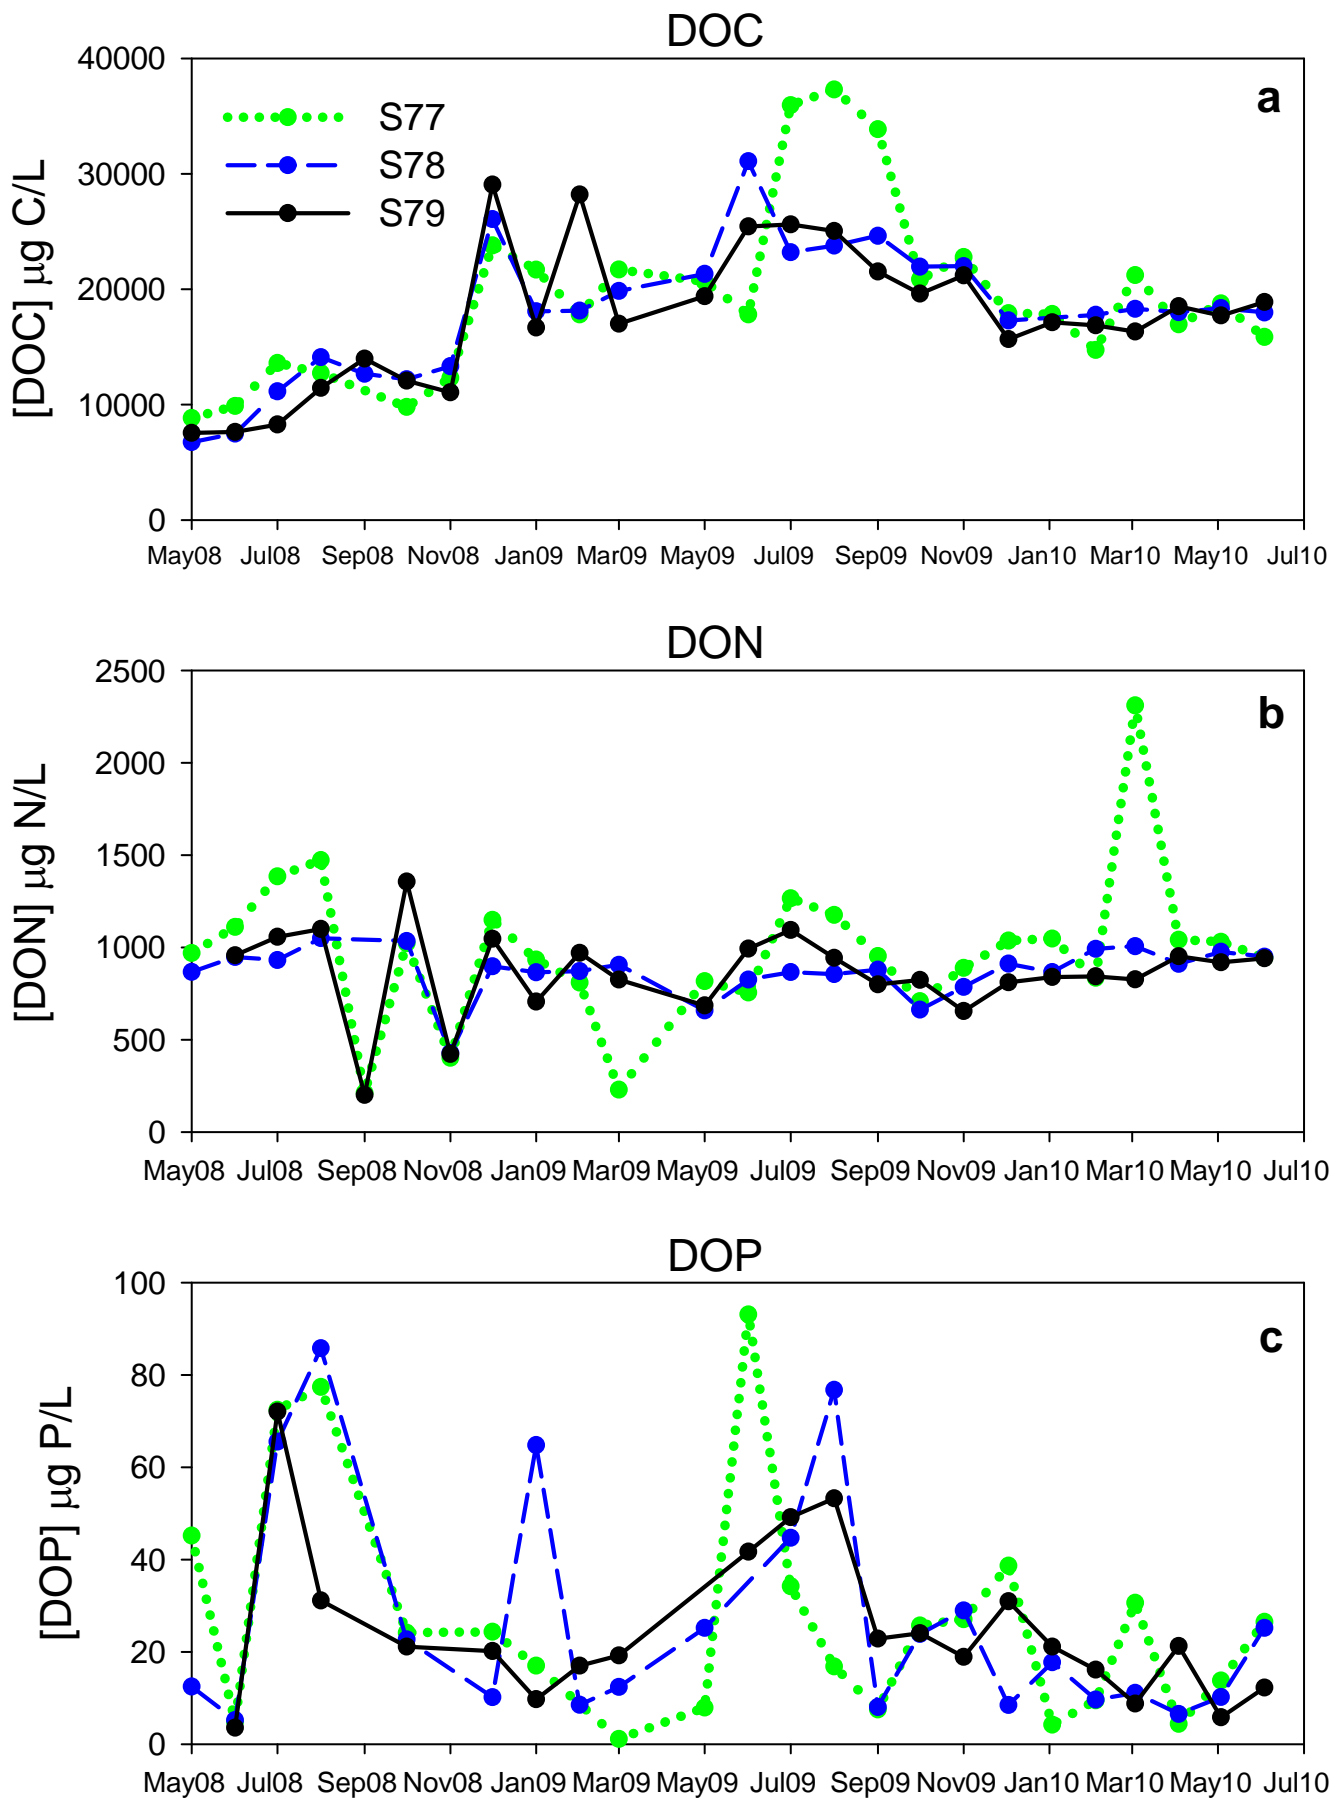 DOC
40000
a
S77
30000
S78
S79
20000
10000
0
[DOC] µg C/L
May08 Jul08 Sep08 Nov08 Jan09 Mar09 May09 Jul09 Sep09 Nov09 Jan10 Mar10 May10 Jul10
DON
2500
b
2000
1500
1000
500
0
[DON] µg N/L
May08 Jul08 Sep08 Nov08 Jan09 Mar09 May09 Jul09 Sep09 Nov09 Jan10 Mar10 May10 Jul10
DOP
100
c
80
60
40
20
0
[DOP] µg P/L
May08 Jul08 Sep08 Nov08 Jan09 Mar09 May09 Jul09 Sep09 Nov09 Jan10 Mar10 May10 Jul10